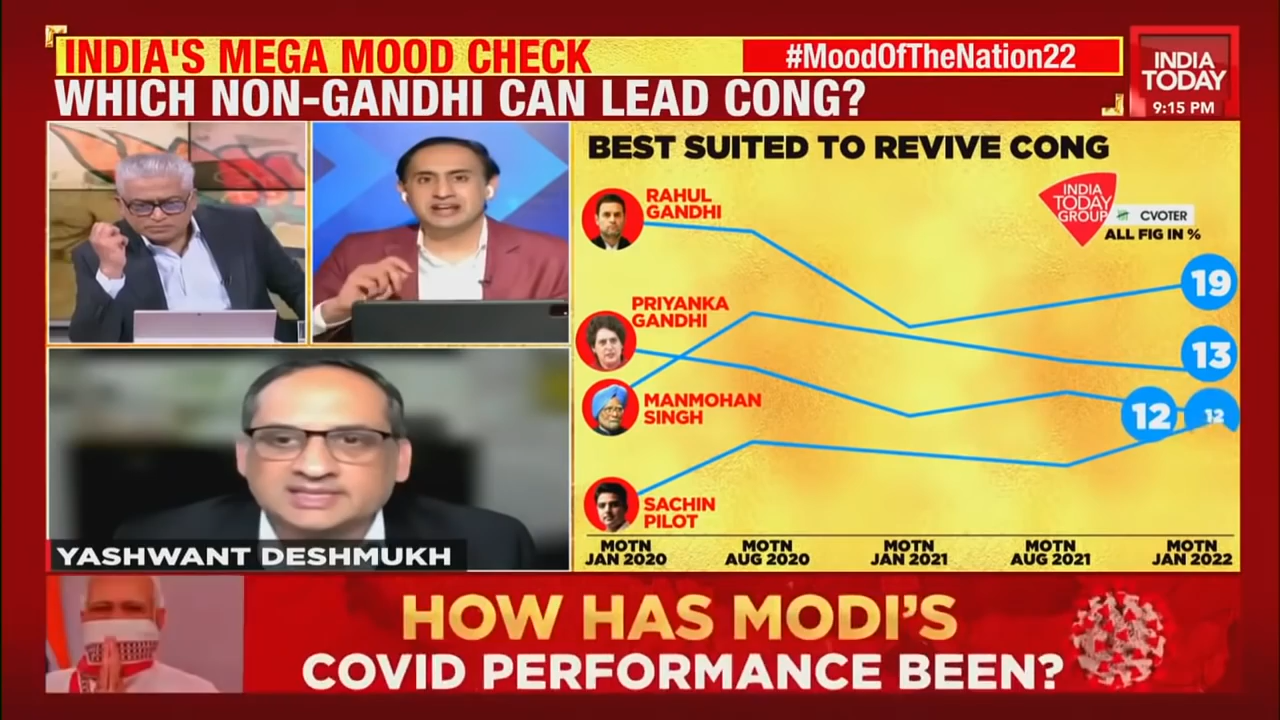 INDIA'S MEGA MOOD CHECK
#MoodOfTheNation22
INDIA
TODAY
9:15 PM
WHICH NON-GANDHI CAN LEAD CONG?
BEST SUITED TO REVIVE CONG
INDIA
TODAY
GROUP
CVOTER
ALL FIG IN %
RAHUL
GANDHI
19
PRIYANKA
GANDHI
13
MANMOHAN
SINGH
12
12
SACHIN
PILOT
MOTN
JAN 2020
MOTN
AUG 2020
MOTN
JAN 2021
MOTN
AUG 2021
MOTN
JAN 2022
YASHWANT DESHMUKH
HOW HAS MODI'S
COVID PERFORMANCE BEEN?